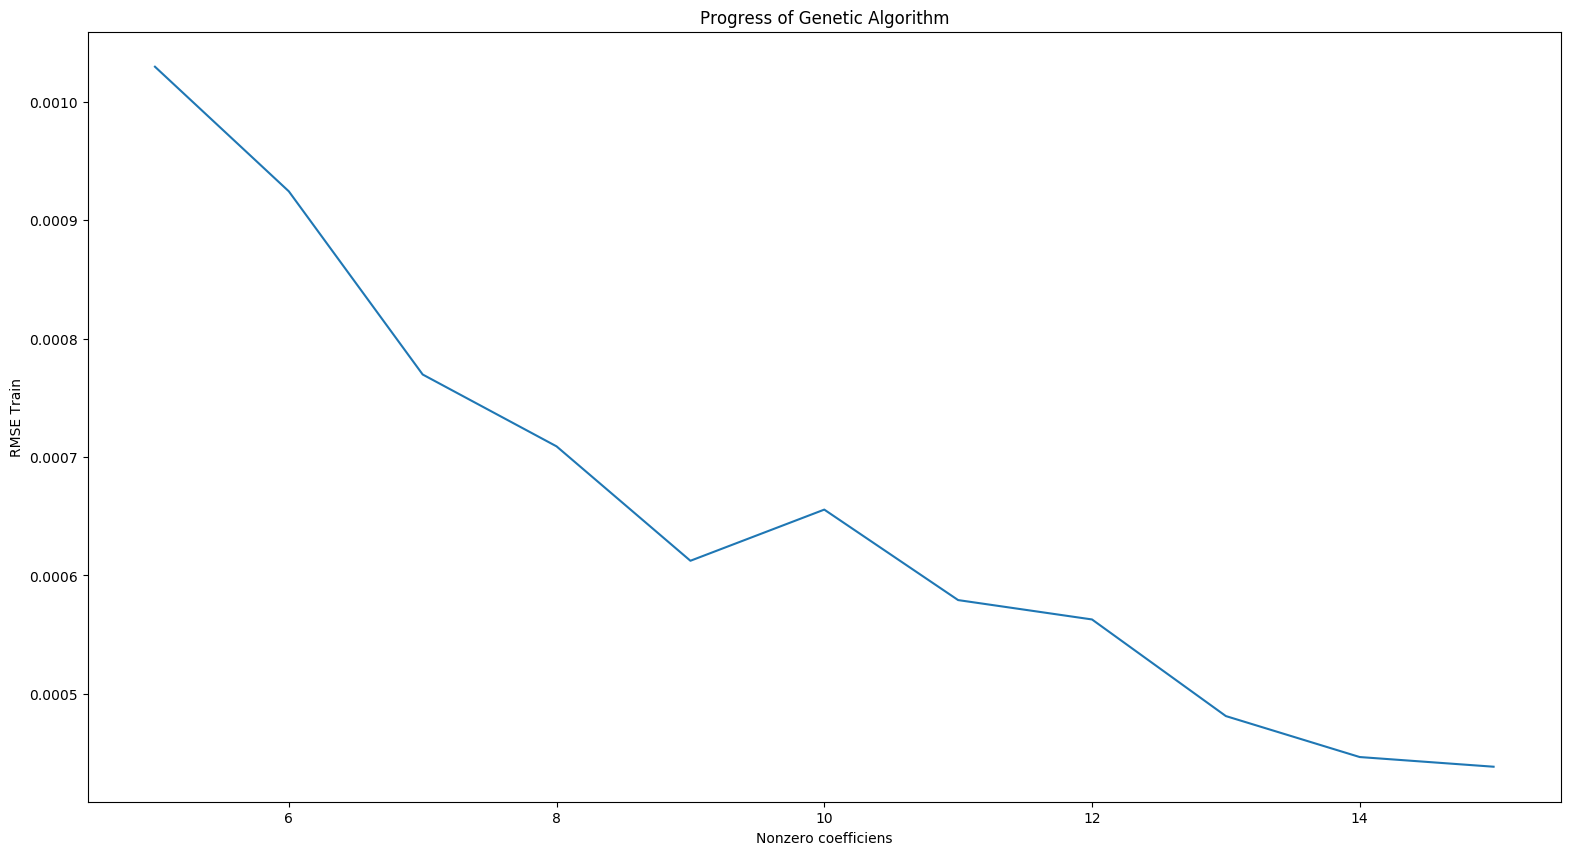 Progress of Genetic Algorithm
0.0010
0.0009
0.0008
0.0007
0.0006
0.0005
RMSE Train
6 8 10 12 14
Nonzero coefficiens